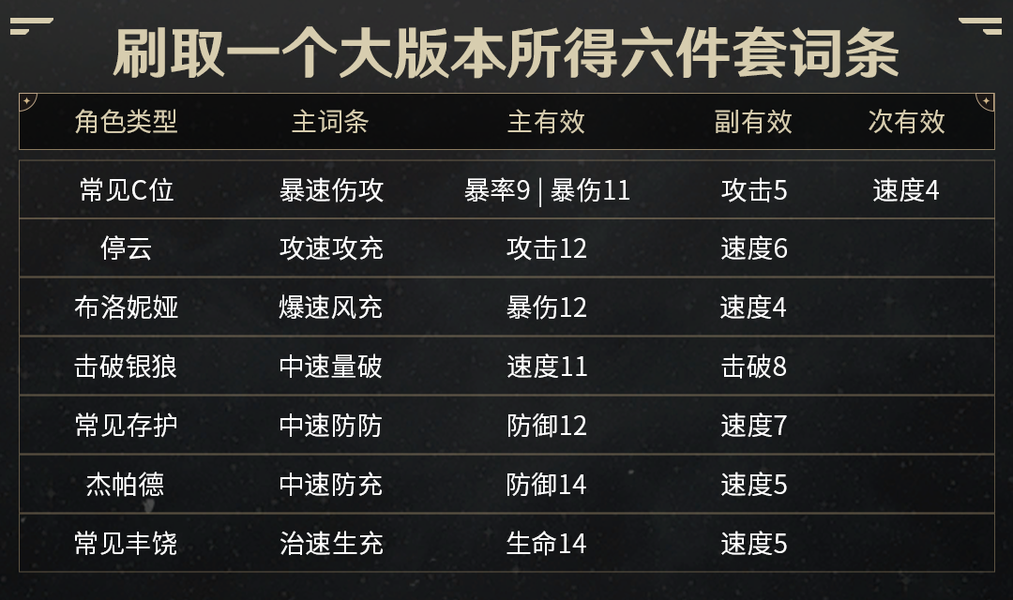 刷取一个大版本所得六件套词条
角色类型 主词条 主有效 副有效 次有效
常见C位 暴速伤攻 暴率9 | 暴伤11 攻击5 速度4
停云 攻速攻充 攻击12 速度6
布洛妮娅 爆速风充 暴伤12 速度4
击破银狼 中速量破 速度11 击破8
常见存护 中速防防 防御12 速度7
杰帕德 中速防充 防御14 速度5
常见丰饶 治速生充 生命14 速度5